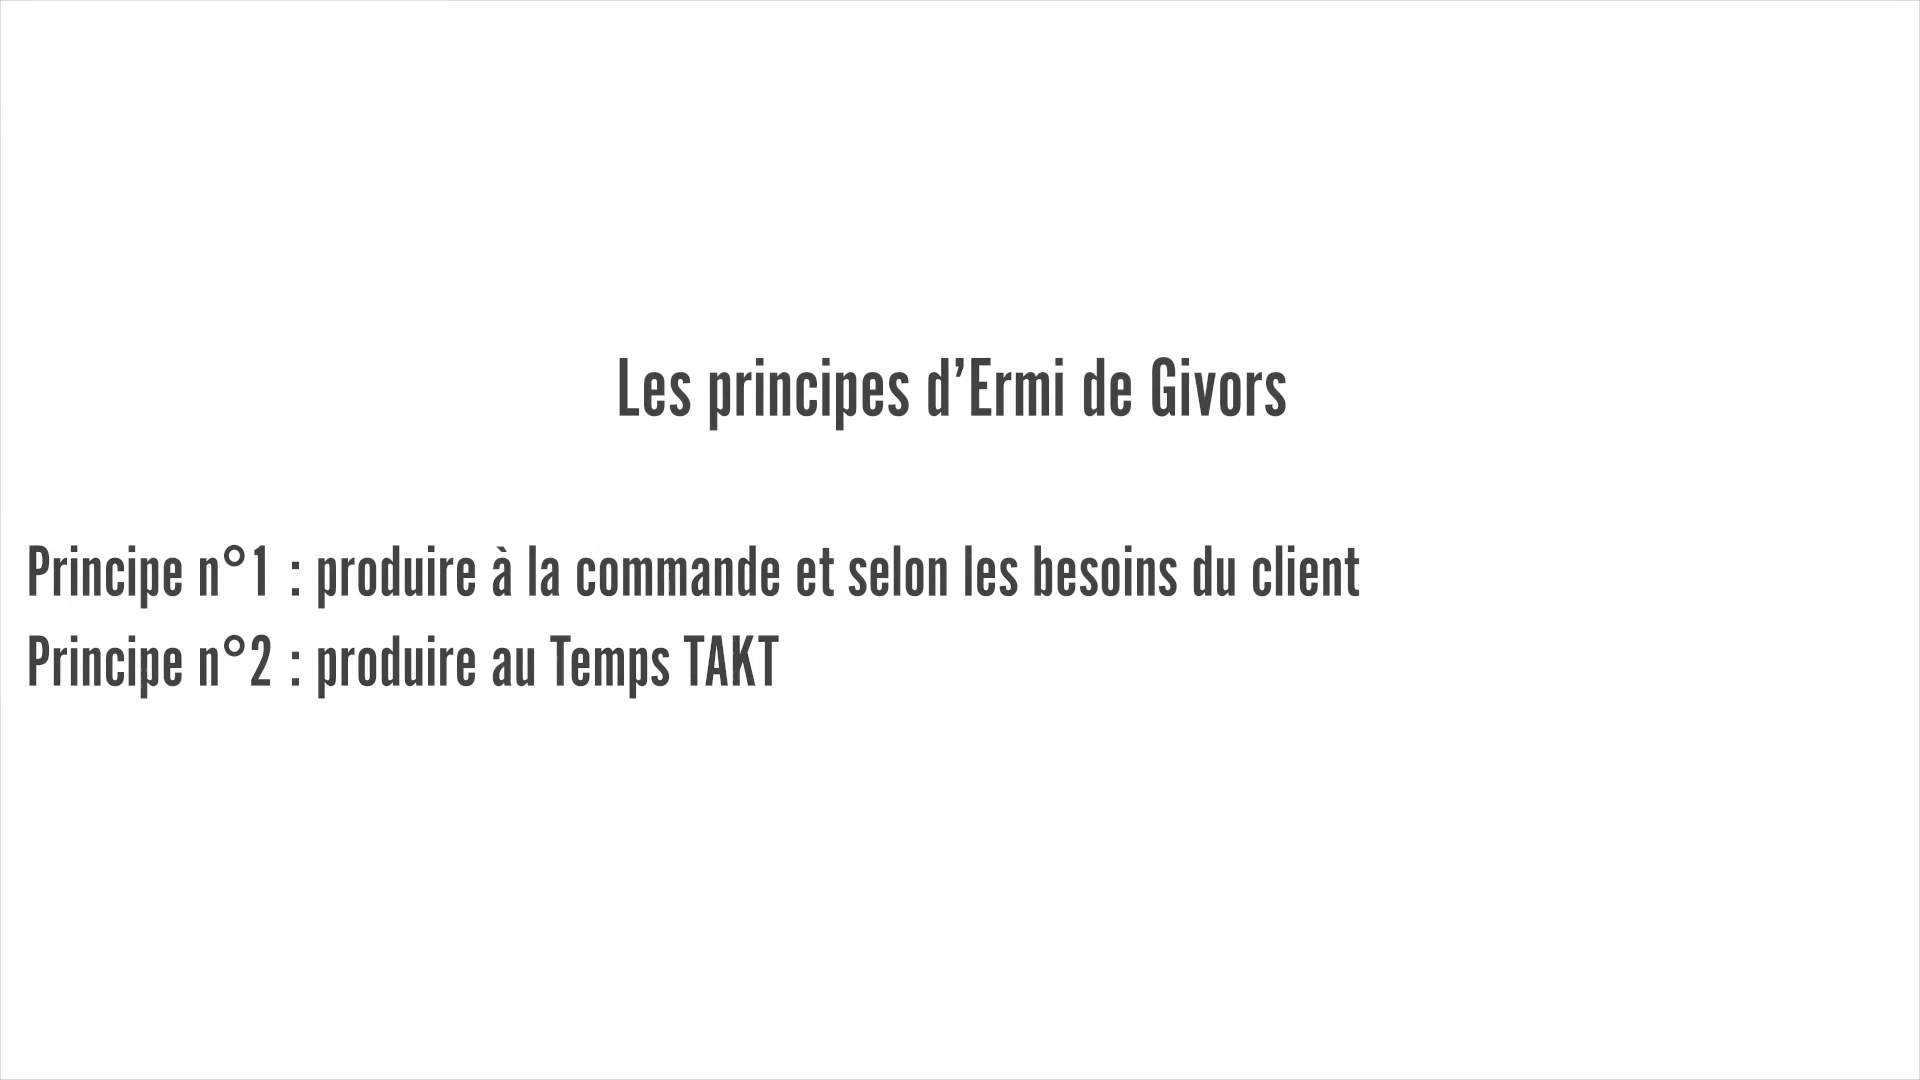 Les principes d’Ermi de Givors
Principe n°1 : produire à la commande et selon les besoins du client
Principe n°2 : produire au Temps TAKT